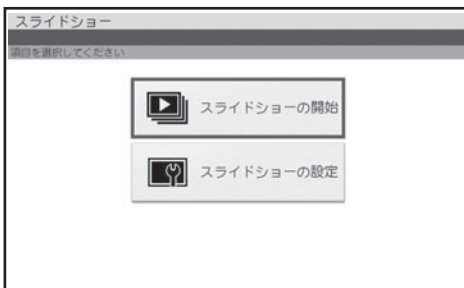 スライドショー
項目を選択してください
スライドショーの開始
スライドショーの設定